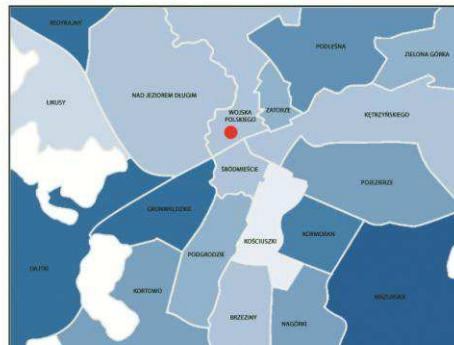 REDYKAJNY
PODLEŚNA
ZIELONA GÓRKA
LIKUSY
NAD JEZIOREM DŁUGIM
WOJSKA
POLSKIEGO
ZATORZE
KĘTRZYŃSKIEGO
ŚRÓDMIEŚCIE
POJEZIERZE
GRUNWALDZKIE
PODGRODZIE
KOŚCIUSZKI
KORMORAN
DAJTKI
KORTOWO
MAZURSKIE
BRZEZINY
NAGÓRKI